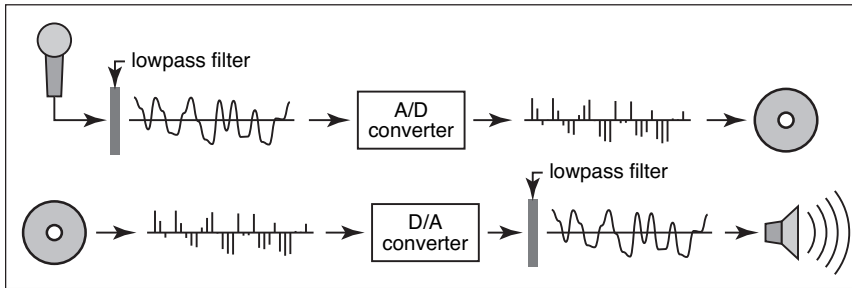 lowpass filter
A/D
converter
lowpass filter
D/A
converter